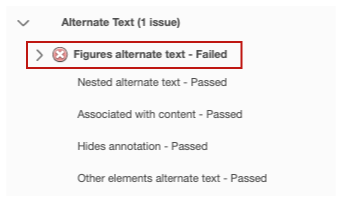 Alternate Text (1 issue)
Figures alternate text - Failed
Nested alternate text - Passed
Associated with content - Passed
Hides annotation - Passed
Other elements alternate text - Passed